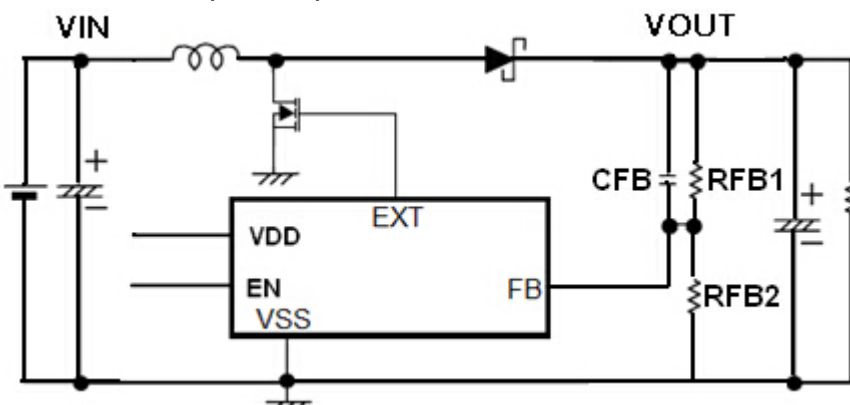 VIN
VOUT
+
-
CFB
RFB1
+
-
EXT
VDD
EN
FB
VSS
RFB2